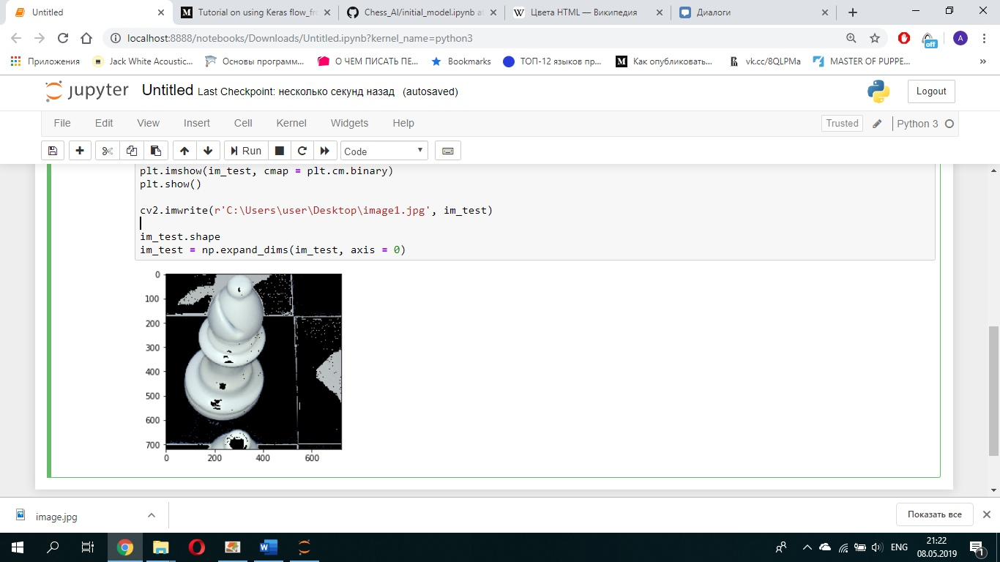 Untitled
Tutorial on using Keras flow_fr
Chess_AI/initial_model.ipynb at
Цвета HTML — Википедия
Диалоги
localhost:8888/notebooks/Downloads/Untitled.ipynb?kernel_name=python3
off
A
Приложения
Jack White Acoustic...
Основы программ...
О ЧЕМ ПИСАТЬ ПЕ...
Bookmarks
ТОП-12 языков пр...
Как опубликовать...
vk.cc/8QLPMa
MASTER OF PUPPE...
jupyter Untitled Last Checkpoint: несколько секунд назад (autosaved)
Logout
File Edit View Insert Cell Kernel Widgets Help
Trusted
Python 3
Run
Code
plt.imshow(im_test, cmap = plt.cm.binary)
plt.show()
cv2.imwrite(r'C:\Users\user\Desktop\image1.jpg', im_test)
im_test.shape
im_test = np.expand_dims(im_test, axis = 0)
0
100
200
300
400
500
600
700
0 200 400 600
image.jpg
Показать все
ENG
21:22
08.05.2019
1